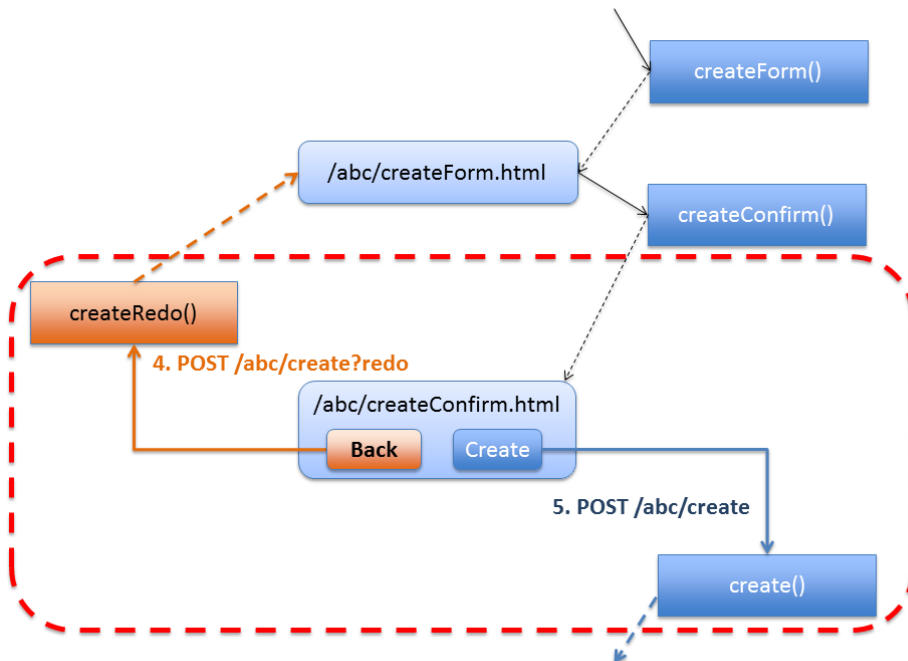 createForm()
/abc/createForm.html
createConfirm()
createRedo()
4. POST /abc/create?redo
/abc/createConfirm.html
Back
Create
5. POST /abc/create
create()